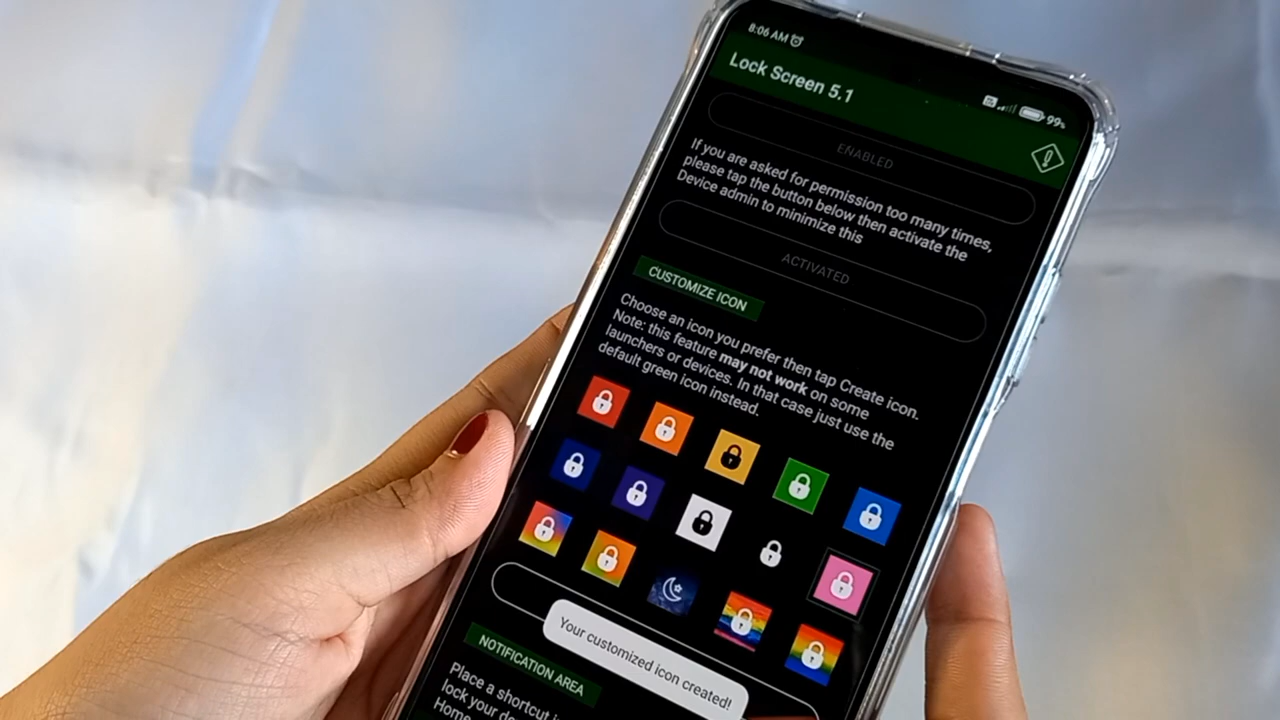 8:06 AM
99%
Lock Screen 5.1
ENABLED
If you are asked for permission too many times,
please tap the button below then activate the
Device admin to minimize this
ACTIVATED
CUSTOMIZE ICON
Choose an icon you prefer then tap Create icon.
Note: this feature may not work on some
launchers or devices. In that case just use the
default green icon instead.
Your customized icon created!
NOTIFICATION AREA
Place a shortcut
lock your